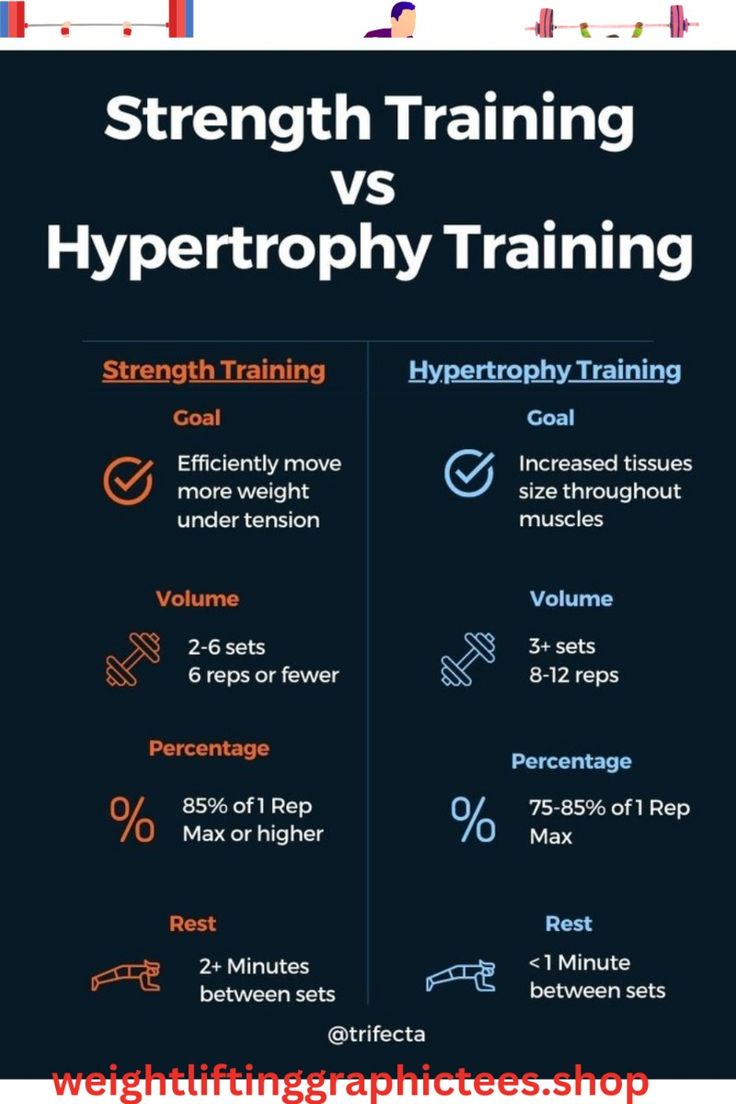 Strength Training
vs
Hypertrophy Training
Strength Training
Goal
Efficiently move
more weight
under tension
Volume
2-6 sets
6 reps or fewer
Percentage
%
85% of 1 Rep
Max or higher
Rest
2+ Minutes
between sets
Hypertrophy Training
Goal
Increased tissues
size throughout
muscles
Volume
3+ sets
8-12 reps
Percentage
%
75-85% of 1 Rep
Max
Rest
<1 Minute
between sets
@trifecta
weightliftinggraphictees.shop